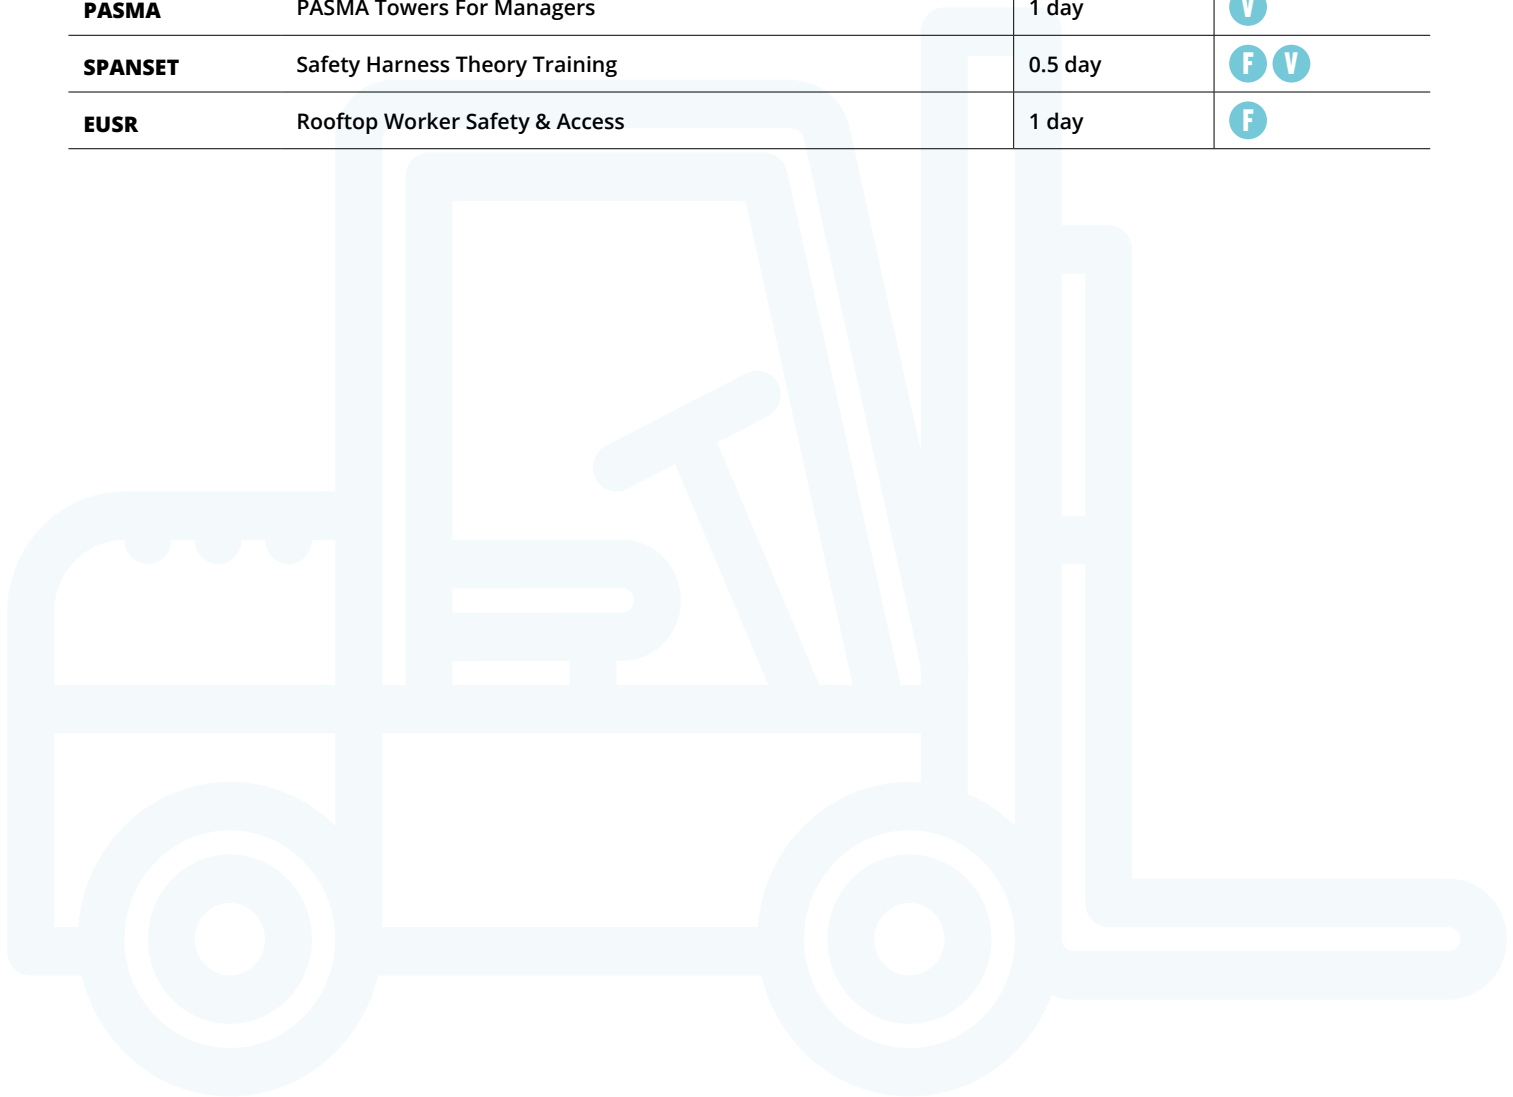 PASMA PASMA Towers For Managers 1 day V
SPANSET Safety Harness Theory Training 0.5 day F V
EUSR Rooftop Worker Safety & Access 1 day F